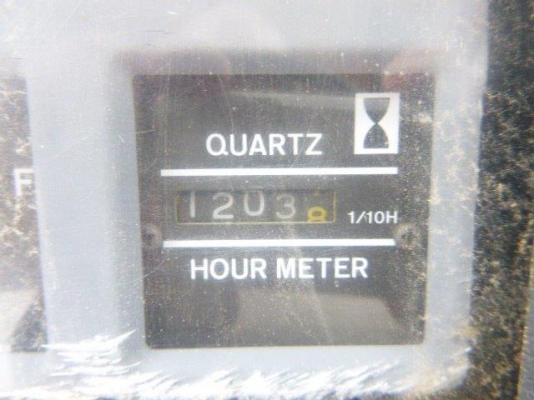 QUARTZ
12038 1/10H
HOUR METER
F